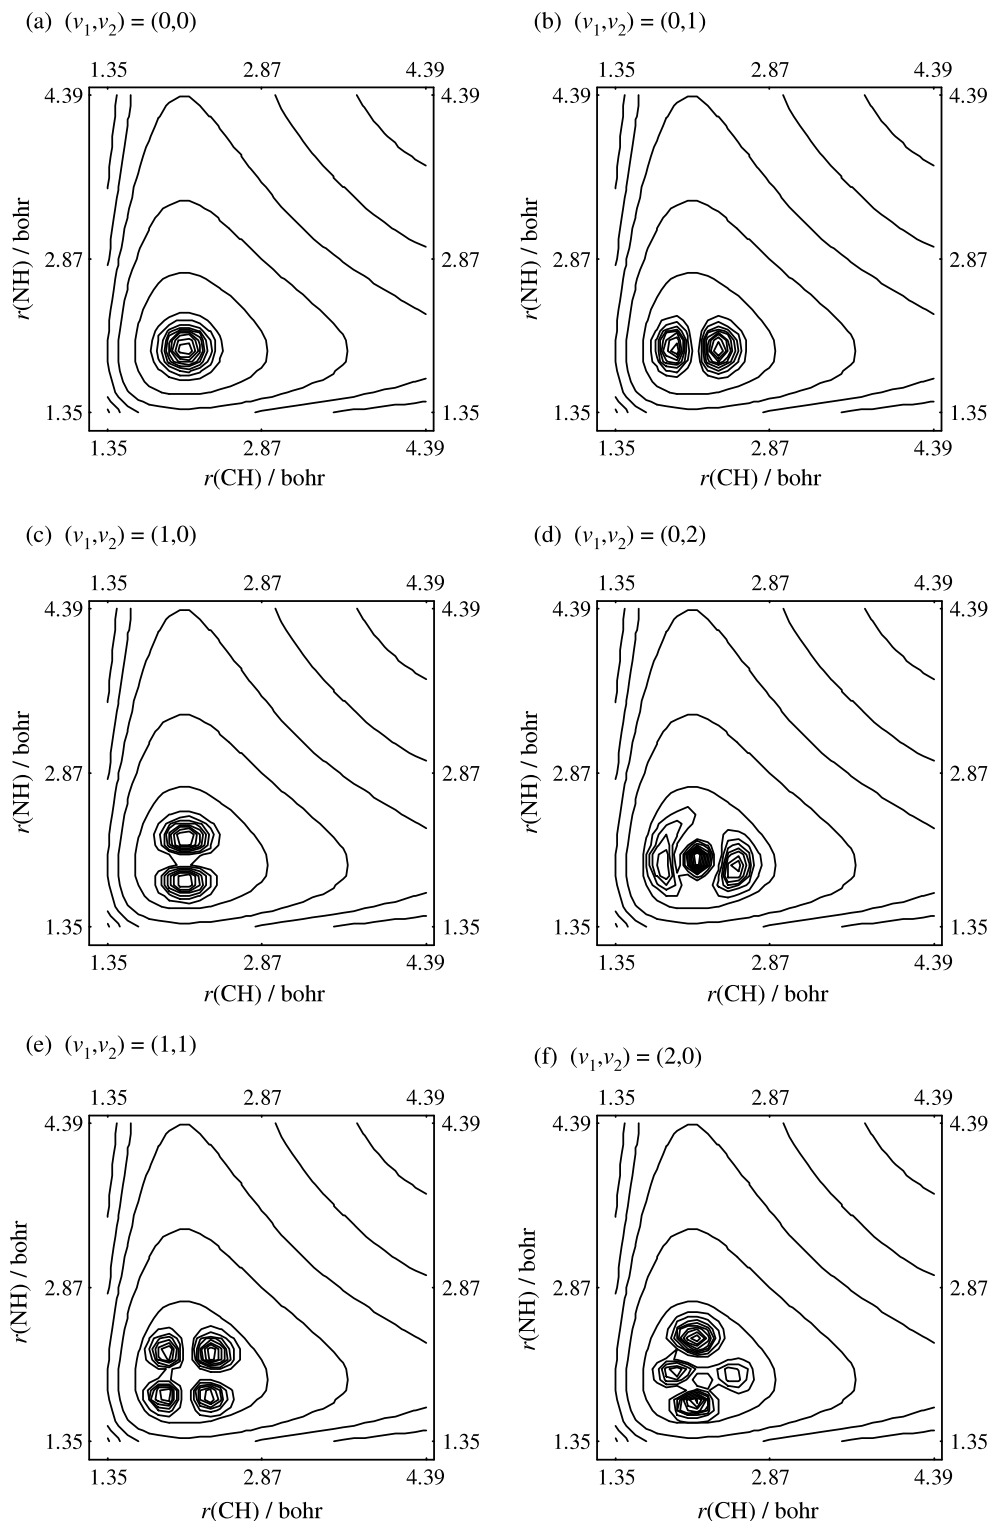 (a) (v1,v2) = (0,0)
1.35 2.87 4.39
4.39 4.39
r(NH) / bohr
2.87 2.87
1.35 1.35
1.35 2.87 4.39
r(CH) / bohr
(b) (v1,v2) = (0,1)
1.35 2.87 4.39
4.39 4.39
r(NH) / bohr
2.87 2.87
1.35 1.35
1.35 2.87 4.39
r(CH) / bohr
(c) (v1,v2) = (1,0)
1.35 2.87 4.39
4.39 4.39
r(NH) / bohr
2.87 2.87
1.35 1.35
1.35 2.87 4.39
r(CH) / bohr
(d) (v1,v2) = (0,2)
1.35 2.87 4.39
4.39 4.39
r(NH) / bohr
2.87 2.87
1.35 1.35
1.35 2.87 4.39
r(CH) / bohr
(e) (v1,v2) = (1,1)
1.35 2.87 4.39
4.39 4.39
r(NH) / bohr
2.87 2.87
1.35 1.35
1.35 2.87 4.39
r(CH) / bohr
(f) (v1,v2) = (2,0)
1.35 2.87 4.39
4.39 4.39
r(NH) / bohr
2.87 2.87
1.35 1.35
1.35 2.87 4.39
r(CH) / bohr